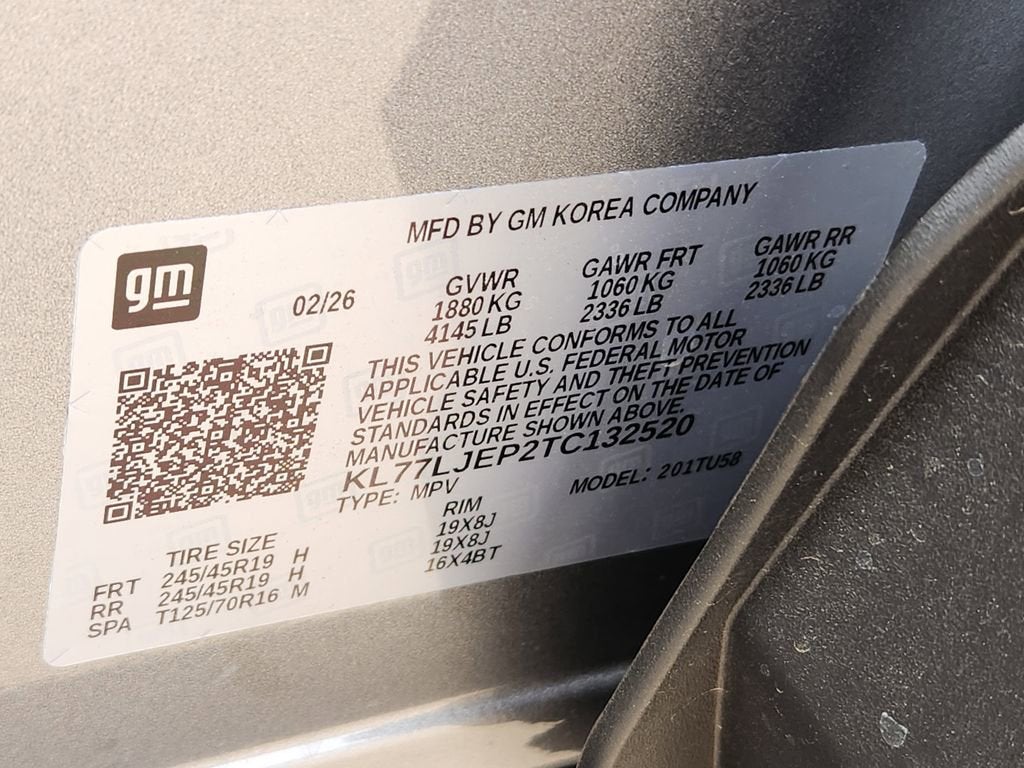 gm
MFD BY GM KOREA COMPANY
02/26
GVWR GAWR FRT GAWR RR
1880 KG 1060 KG 1060 KG
4145 LB 2336 LB 2336 LB
THIS VEHICLE CONFORMS TO ALL
APPLICABLE U.S. FEDERAL MOTOR
VEHICLE SAFETY AND THEFT PREVENTION
STANDARDS IN EFFECT ON THE DATE OF
MANUFACTURE SHOWN ABOVE.
KL77LJEP2TC132520
TYPE: MPV MODEL: 201TU58
TIRE SIZE RIM
FRT 245/45R19 H 19X8J
RR 245/45R19 H 19X8J
SPA T125/70R16 M 16X4BT